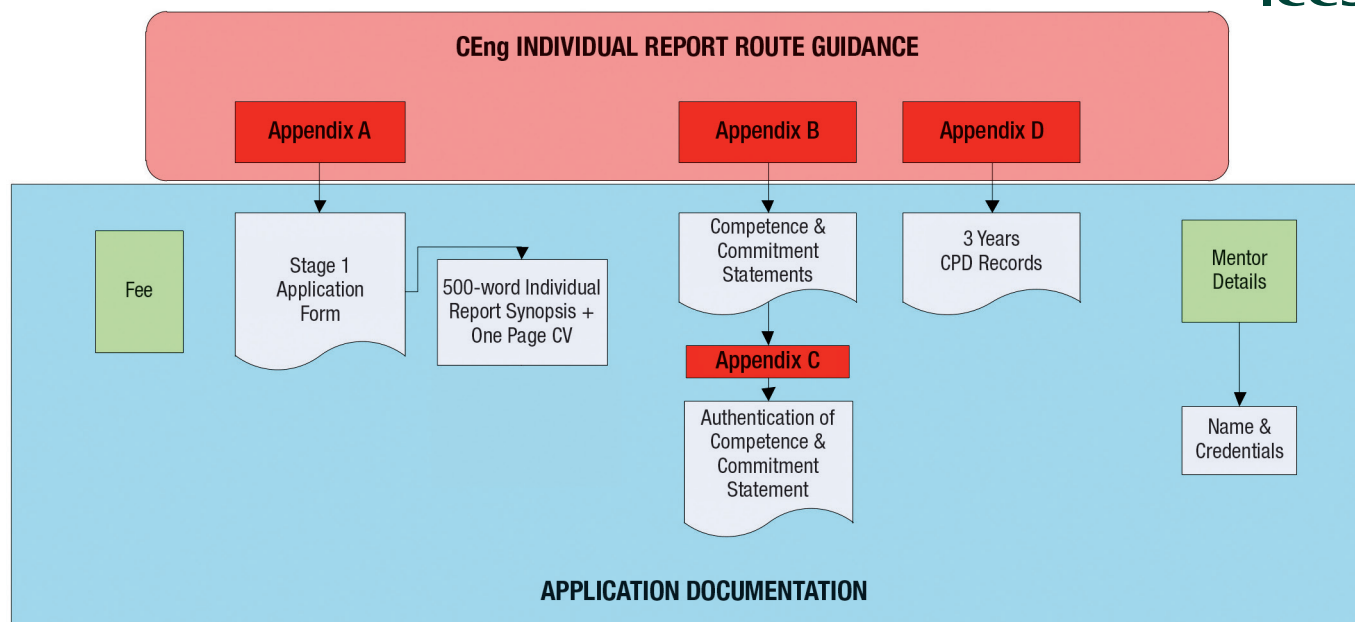 CEng INDIVIDUAL REPORT ROUTE GUIDANCE
Appendix A
Appendix B
Appendix D
Fee
Stage 1
Application
Form
500-word Individual
Report Synopsis +
One Page CV
Competence &
Commitment
Statements
3 Years
CPD Records
Mentor
Details
Appendix C
Authentication of
Competence &
Commitment
Statement
Name &
Credentials
APPLICATION DOCUMENTATION